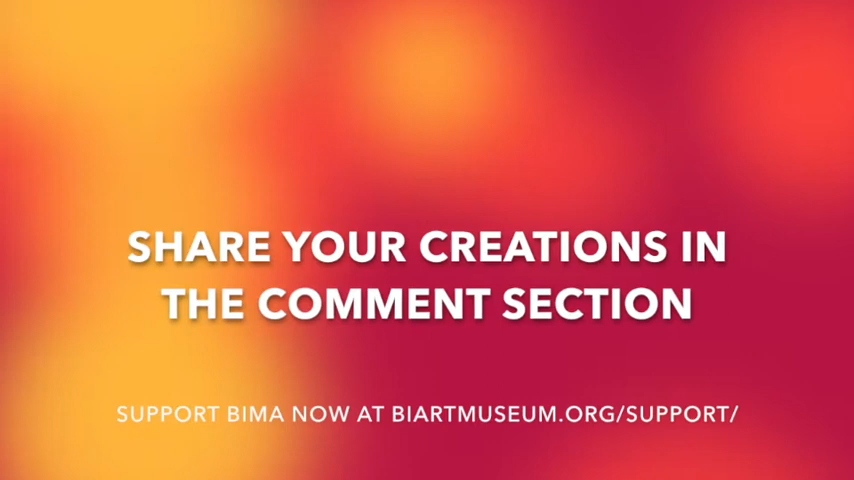 SHARE YOUR CREATIONS IN
THE COMMENT SECTION
SUPPORT BIMA NOW AT BIARTMUSEUM.ORG/SUPPORT/